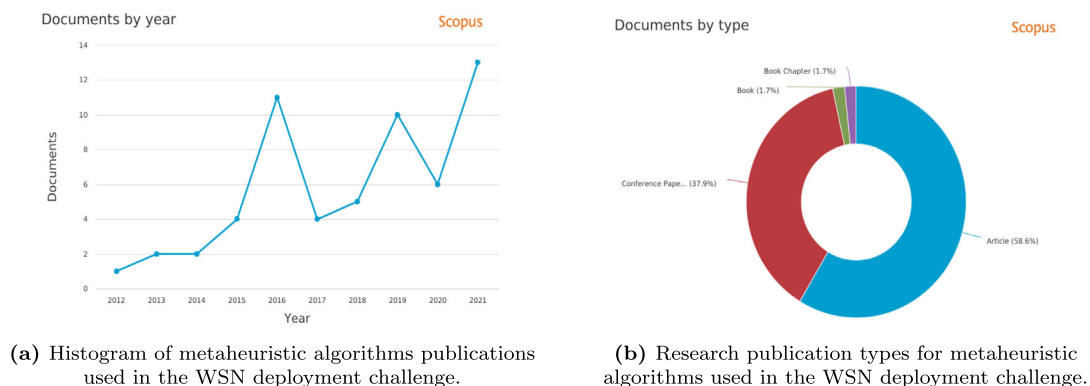 Documents by year
Scopus
14
12
10
8
6
4
2
0
Documents
2012 2013 2014 2015 2016 2017 2018 2019 2020 2021
Year
(a) Histogram of metaheuristic algorithms publications
used in the WSN deployment challenge.
Documents by type
Scopus
Book Chapter (1.7%)
Book (1.7%)
Conference Pape... (37.9%)
Article (58.6%)
(b) Research publication types for metaheuristic
algorithms used in the WSN deployment challenge.